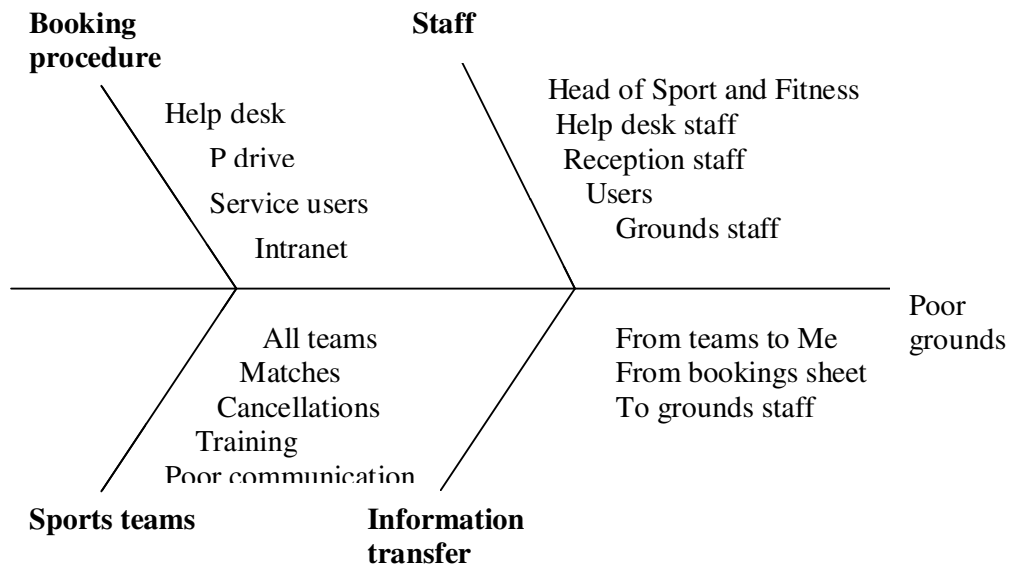 Booking
procedure
Staff
Help desk
P drive
Service users
Intranet
Head of Sport and Fitness
Help desk staff
Reception staff
Users
Grounds staff
Poor
grounds
All teams
Matches
Cancellations
Training
Poor communication
From teams to Me
From bookings sheet
To grounds staff
Sports teams
Information
transfer